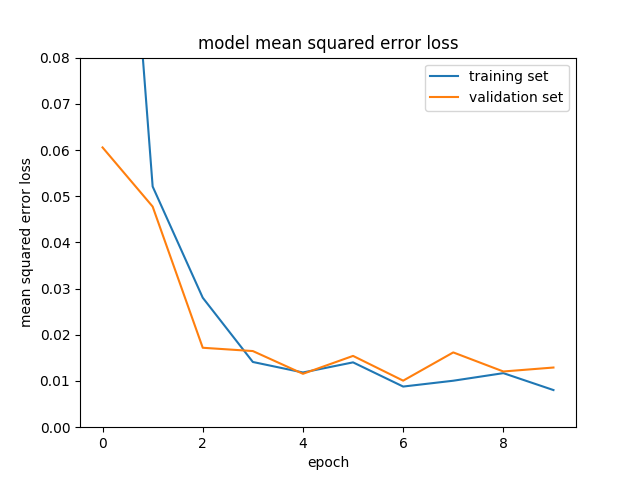 model mean squared error loss
0.08
0.07
0.06
0.05
0.04
0.03
0.02
0.01
0.00
mean squared error loss
training set
validation set
0
2
4
6
8
epoch